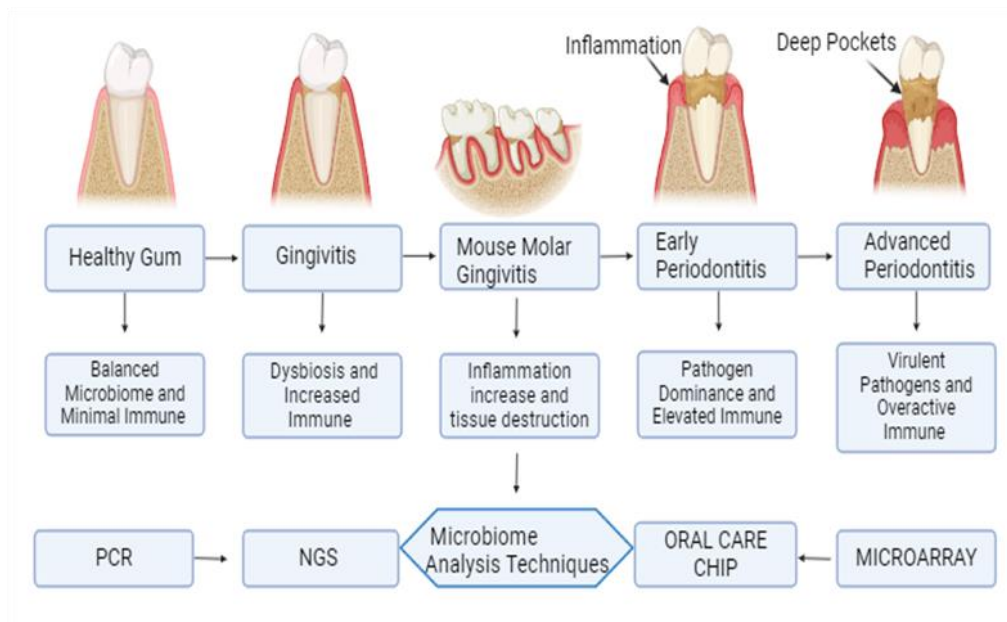 Inflammation
Deep Pockets
Healthy Gum
Gingivitis
Mouse Molar
Gingivitis
Early
Periodontitis
Advanced
Periodontitis
Balanced
Microbiome and
Minimal Immune
Dysbiosis and
Increased
Immune
Inflammation
increase and
tissue destruction
Pathogen
Dominance and
Elevated Immune
Virulent
Pathogens and
Overactive
Immune
PCR
NGS
Microbiome
Analysis Techniques
ORAL CARE
CHIP
MICROARRAY